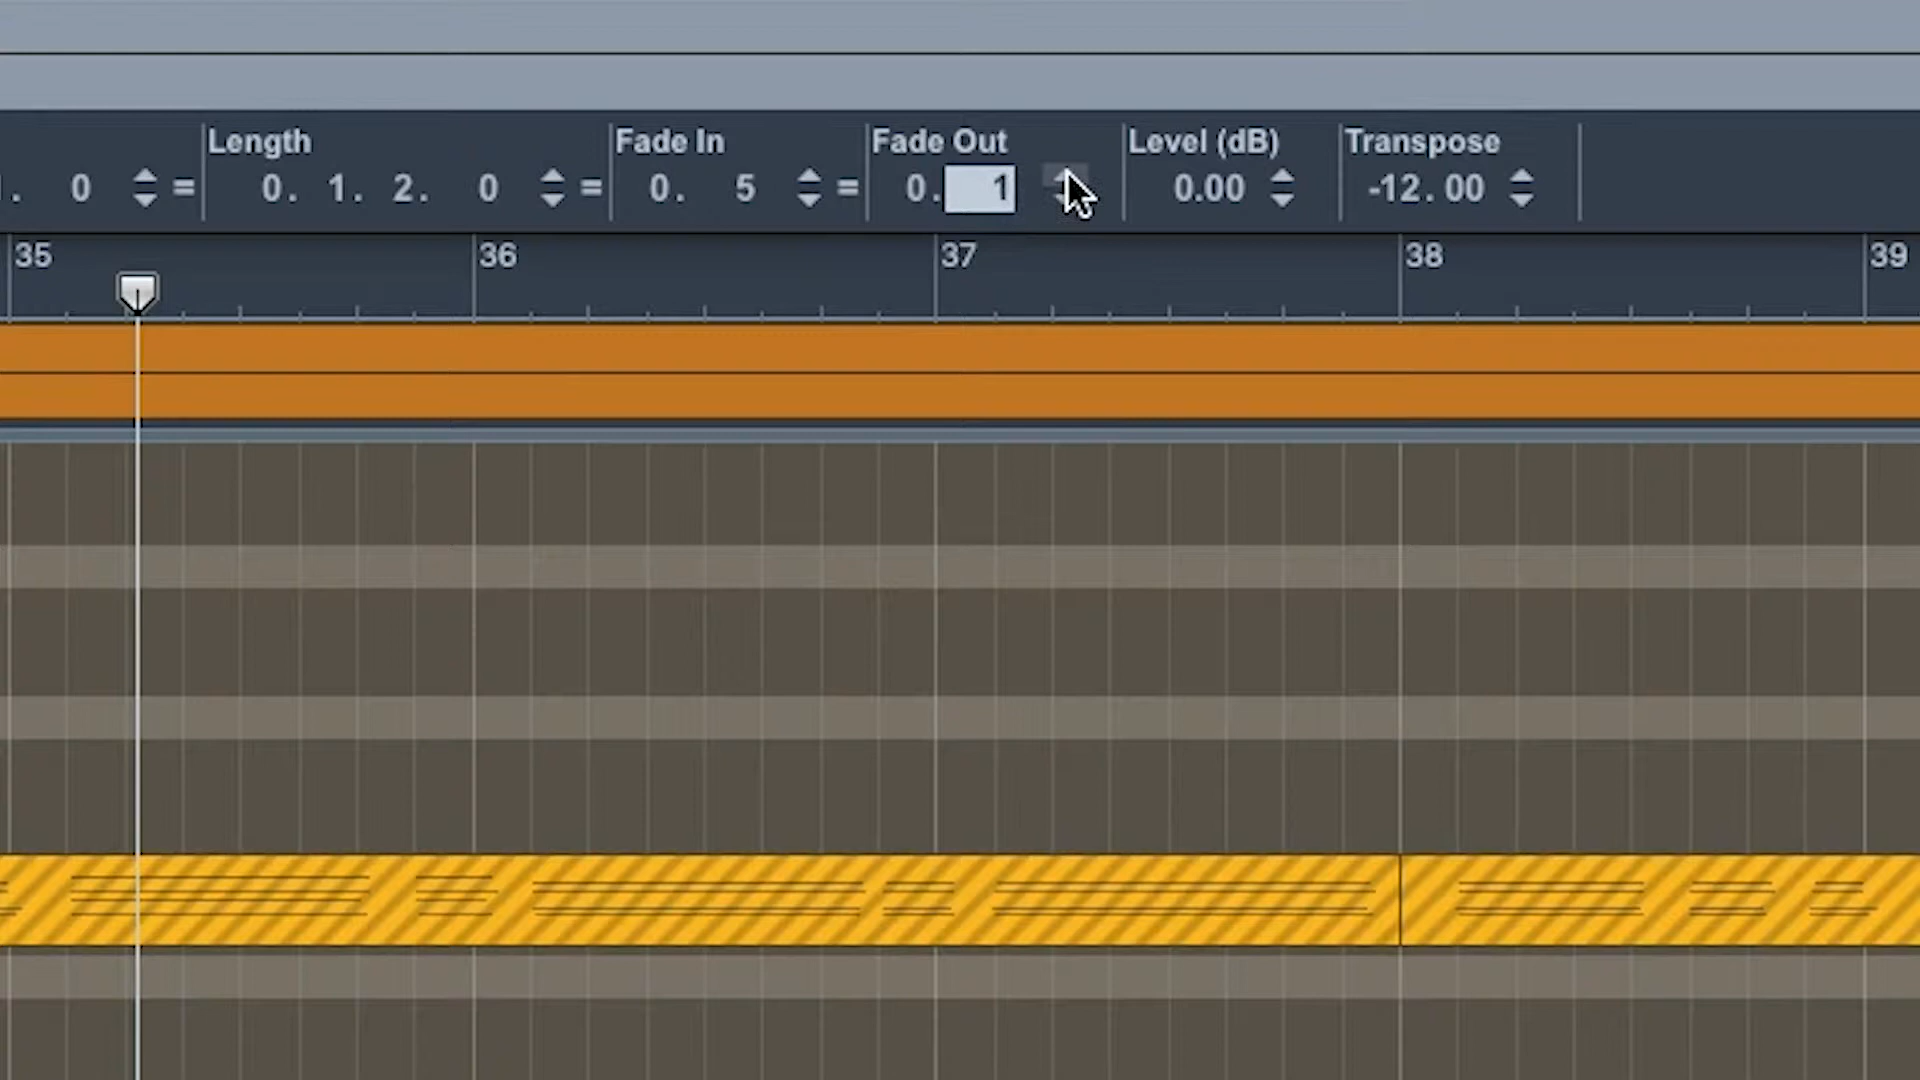 Length Fade In Fade Out Level (dB) Transpose
. 0 = 0. 1. 2. 0 = 0. 5 = 0. 1 0.00 -12.00
35 36 37 38 39